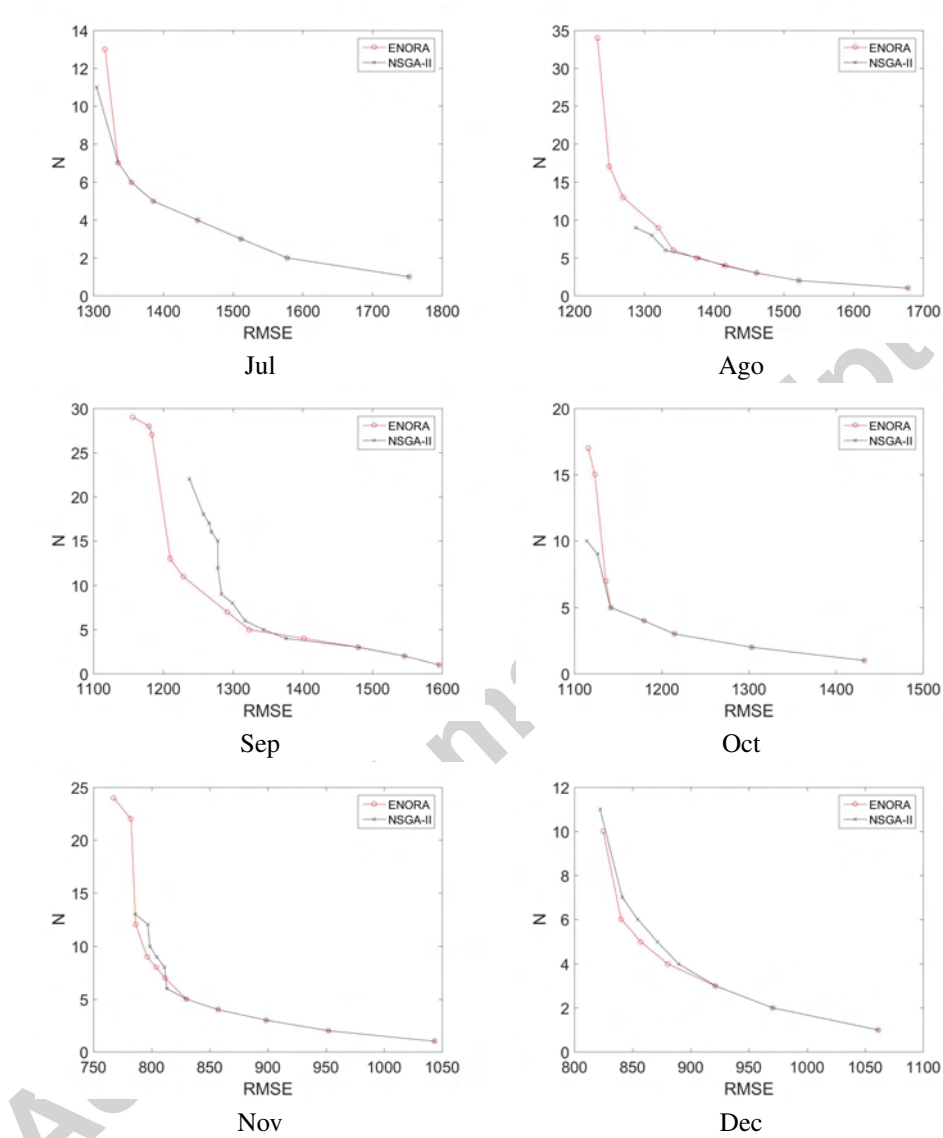 14
12
10
8
6
4
2
0
N
1300 1400 1500 1600 1700 1800
RMSE
ENORA
NSGA-II
Jul
35
30
25
20
15
10
5
0
N
1200 1300 1400 1500 1600 1700
RMSE
ENORA
NSGA-II
Ago
30
25
20
15
10
5
0
N
1100 1200 1300 1400 1500 1600
RMSE
ENORA
NSGA-II
Sep
20
15
10
5
0
N
1100 1200 1300 1400 1500
RMSE
ENORA
NSGA-II
Oct
25
20
15
10
5
0
N
750 800 850 900 950 1000 1050
RMSE
ENORA
NSGA-II
Nov
12
10
8
6
4
2
0
N
800 850 900 950 1000 1050 1100
RMSE
ENORA
NSGA-II
Dec